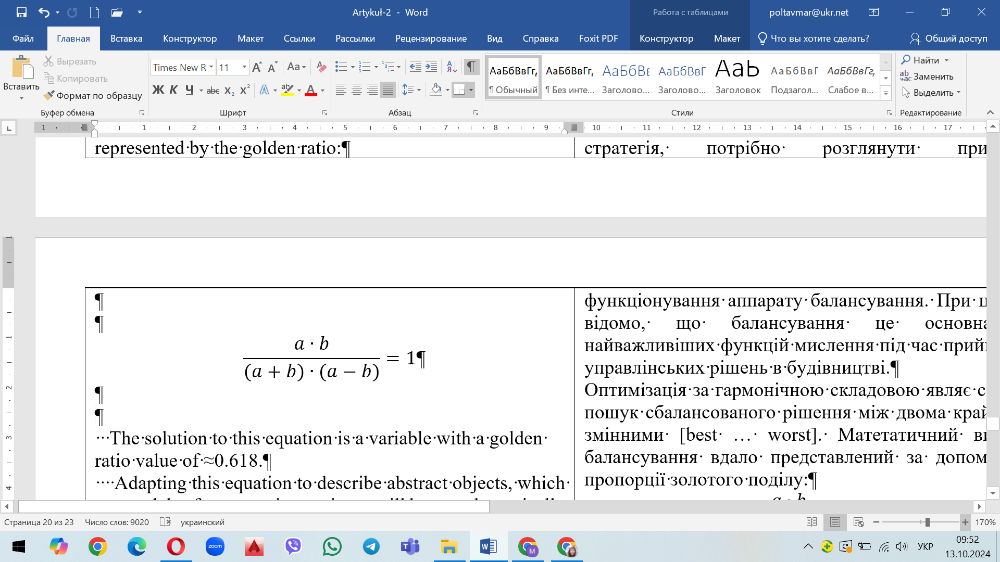 Artykuł-2 - Word
Работа с таблицами
poltavmar@ukr.net
Файл Главная Вставка Конструктор Макет Ссылки Рассылки Рецензирование Вид Справка Foxit PDF Конструктор Макет Что вы хотите сделать? Общий доступ
Вставить
Вырезать
Копировать
Формат по образцу
Буфер обмена
Times New R 11
Aa
Ж К Ч abc x₂ x²
Шрифт
Абзац
АаБбВвГг, АаБбВвГг, АаБбВв АаБбВвГ АаЬ АаБбВвГ АаБбВвГг,
¶ Обычный ¶ Без инте... Заголово... Заголово... Заголовок Подзагол... Слабое в...
Стили
Найти
Заменить
Выделить
Редактирование
1 1 2 3 4 5 6 7 8 9 10 11 12 13 14 15 16 17
represented·by·the·golden·ratio:¶
стратегія,· потрібно· розглянути· при
¶
¶
a · b
(a + b) · (a − b) = 1¶
¶
¶
···The·solution·to·this·equation·is·a·variable·with·a·golden·
ratio·value·of·≈0.618.¶
····Adapting·this·equation·to·describe·abstract·objects,·which·
функціонування·аппарату·балансування.·При·ц
відомо,· що· балансування· це· основна
найважливіших·функцій·мислення·під·час·прий
управлінських·рішень·в·будівництві.¶
Оптимізація·за·гармонічною·складовою·являє·с
пошук·сбалансованого·рішення·між·двома·край
змінними· [best· …· worst].· Матетатичний· ви
балансування· вдало· представлений· за· допом
пропорції·золотого·поділу:¶
a · b
1
1
2
3
4
Страница 20 из 23 Число слов: 9020 украинский 170%
zoom
УКР
09:52
13.10.2024